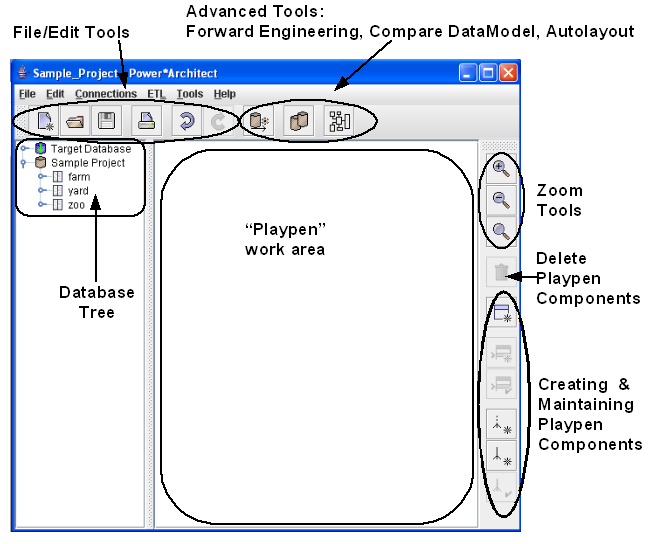 Advanced Tools:
File/Edit Tools
Forward Engineering, Compare DataModel, Autolayout
Sample_Project - Power*Architect
File Edit Connections ETL Tools Help
Target Database
Sample Project
farm
yard
zoo
Database
Tree
“Playpen”
work area
Zoom
Tools
Delete
Playpen
Components
Creating &
Maintaining
Playpen
Components